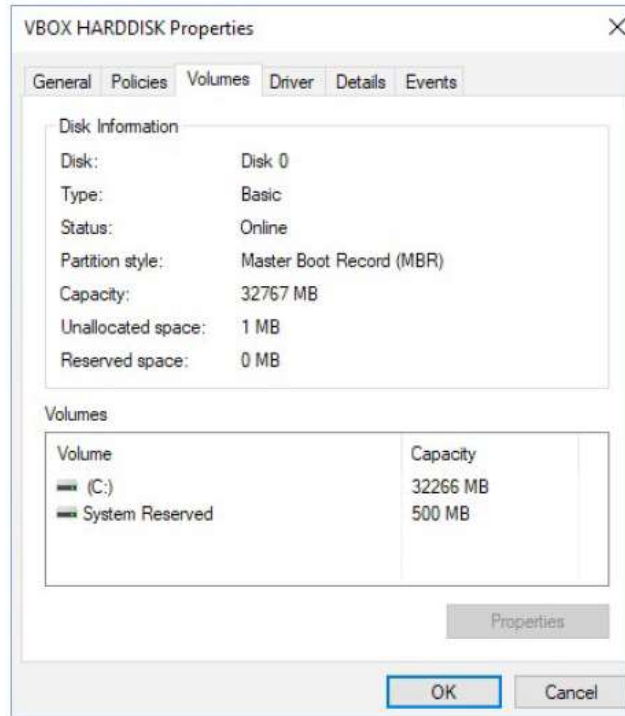 VBOX HARDDISK Properties
General Policies Volumes Driver Details Events
Disk Information
Disk: Disk 0
Type: Basic
Status: Online
Partition style: Master Boot Record (MBR)
Capacity: 32767 MB
Unallocated space: 1 MB
Reserved space: 0 MB
Volumes
Volume Capacity
(C:) 32266 MB
System Reserved 500 MB
Properties
OK Cancel